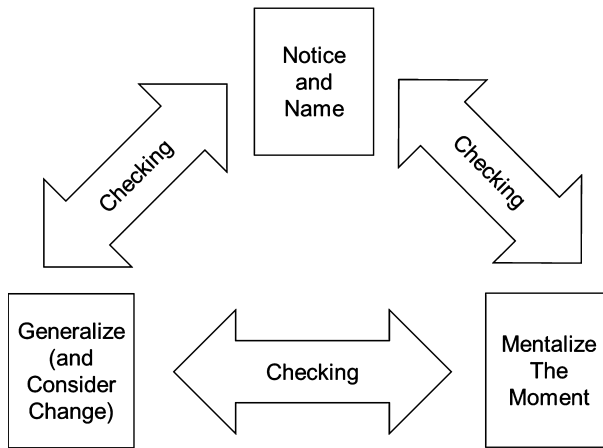 Notice
and
Name
Checking
Checking
Generalize
(and
Consider
Change)
Checking
Mentalize
The
Moment